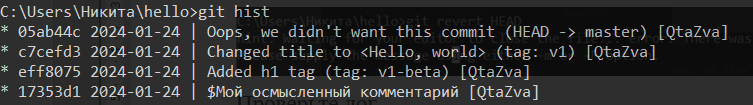 C:\Users\Никита\hello>git hist
* 05ab44c 2024-01-24 | Oops, we didn't want this commit (HEAD -> master) [QtaZva]
* c7cefd3 2024-01-24 | Changed title to <Hello, world> (tag: v1) [QtaZva]
* eff8075 2024-01-24 | Added h1 tag (tag: v1-beta) [QtaZva]
* 17353d1 2024-01-24 | $Мой осмысленный комментарий [QtaZva]